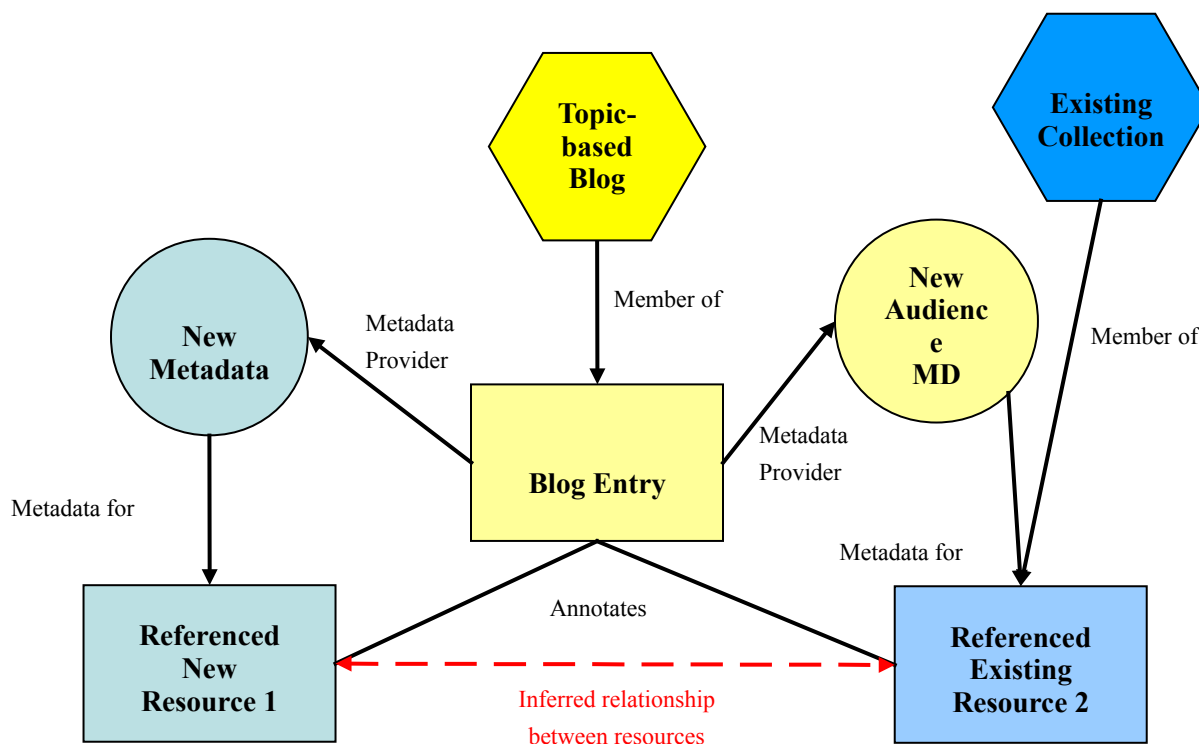 Topic-
based
Blog
Existing
Collection
Member of
New
Audienc
e
MD
Metadata
Provider
New
Metadata
Member of
Metadata
Provider
Blog Entry
Metadata for
Metadata for
Annotates
Referenced
New
Resource 1
Referenced
Existing
Resource 2
Inferred relationship
between resources